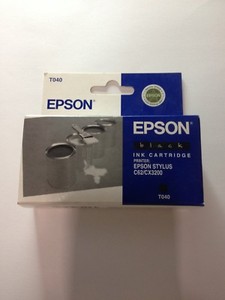 T040
EPSON
EPSON
black
INK CARTRIDGE
PRINTER:
EPSON STYLUS
C62/CX3200
T040